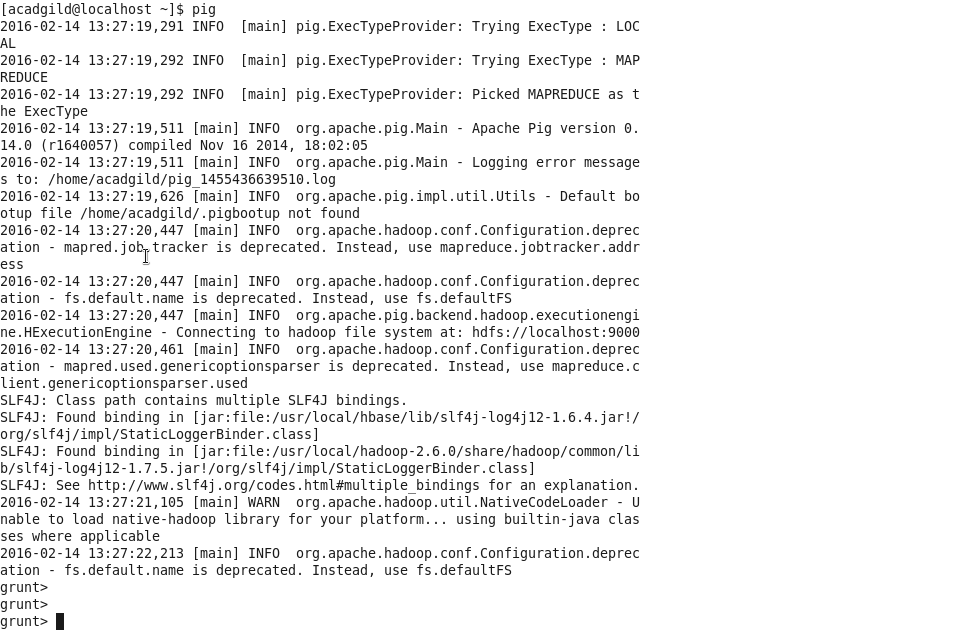 [acadgild@localhost ~]$ pig
2016-02-14 13:27:19,291 INFO  [main] pig.ExecTypeProvider: Trying ExecType : LOC
AL
2016-02-14 13:27:19,292 INFO  [main] pig.ExecTypeProvider: Trying ExecType : MAP
REDUCE
2016-02-14 13:27:19,292 INFO  [main] pig.ExecTypeProvider: Picked MAPREDUCE as t
he ExecType
2016-02-14 13:27:19,511 [main] INFO  org.apache.pig.Main - Apache Pig version 0.
14.0 (r1640057) compiled Nov 16 2014, 18:02:05
2016-02-14 13:27:19,511 [main] INFO  org.apache.pig.Main - Logging error message
s to: /home/acadgild/pig_1455436639510.log
2016-02-14 13:27:19,626 [main] INFO  org.apache.pig.impl.util.Utils - Default bo
otup file /home/acadgild/.pigbootup not found
2016-02-14 13:27:20,447 [main] INFO  org.apache.hadoop.conf.Configuration.deprec
ation - mapred.job.tracker is deprecated. Instead, use mapreduce.jobtracker.addr
ess
2016-02-14 13:27:20,447 [main] INFO  org.apache.hadoop.conf.Configuration.deprec
ation - fs.default.name is deprecated. Instead, use fs.defaultFS
2016-02-14 13:27:20,447 [main] INFO  org.apache.pig.backend.hadoop.executionengi
ne.HExecutionEngine - Connecting to hadoop file system at: hdfs://localhost:9000
2016-02-14 13:27:20,461 [main] INFO  org.apache.hadoop.conf.Configuration.deprec
ation - mapred.used.genericoptionsparser is deprecated. Instead, use mapreduce.c
lient.genericoptionsparser.used
SLF4J: Class path contains multiple SLF4J bindings.
SLF4J: Found binding in [jar:file:/usr/local/hbase/lib/slf4j-log4j12-1.6.4.jar!/
org/slf4j/impl/StaticLoggerBinder.class]
SLF4J: Found binding in [jar:file:/usr/local/hadoop-2.6.0/share/hadoop/common/li
b/slf4j-log4j12-1.7.5.jar!/org/slf4j/impl/StaticLoggerBinder.class]
SLF4J: See http://www.slf4j.org/codes.html#multiple_bindings for an explanation.
2016-02-14 13:27:21,105 [main] WARN  org.apache.hadoop.util.NativeCodeLoader - U
nable to load native-hadoop library for your platform... using builtin-java clas
ses where applicable
2016-02-14 13:27:22,213 [main] INFO  org.apache.hadoop.conf.Configuration.deprec
ation - fs.default.name is deprecated. Instead, use fs.defaultFS
grunt>
grunt>
grunt>